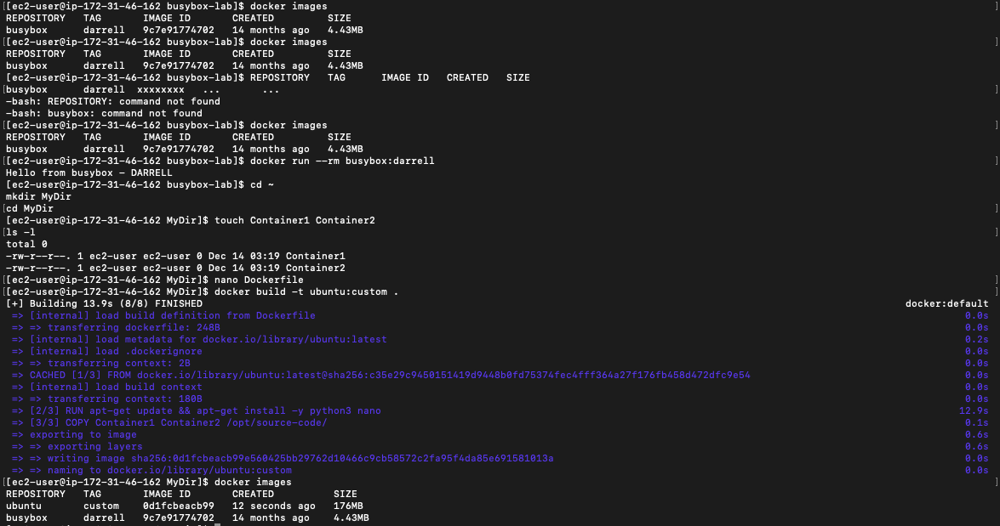 [[ec2-user@ip-172-31-46-162 busybox-lab]$ docker images ]
REPOSITORY   TAG       IMAGE ID       CREATED         SIZE
busybox      darrell   9c7e91774702   14 months ago   4.43MB
[[ec2-user@ip-172-31-46-162 busybox-lab]$ docker images ]
REPOSITORY   TAG       IMAGE ID       CREATED         SIZE
busybox      darrell   9c7e91774702   14 months ago   4.43MB
[ec2-user@ip-172-31-46-162 busybox-lab]$ REPOSITORY   TAG       IMAGE ID   CREATED   SIZE
[busybox      darrell  xxxxxxxx   ...       ... ]
-bash: REPOSITORY: command not found
-bash: busybox: command not found
[[ec2-user@ip-172-31-46-162 busybox-lab]$ docker images ]
REPOSITORY   TAG       IMAGE ID       CREATED         SIZE
busybox      darrell   9c7e91774702   14 months ago   4.43MB
[[ec2-user@ip-172-31-46-162 busybox-lab]$ docker run --rm busybox:darrell ]
Hello from busybox - DARRELL
[ec2-user@ip-172-31-46-162 busybox-lab]$ cd ~
mkdir MyDir
[cd MyDir ]
[ec2-user@ip-172-31-46-162 MyDir]$ touch Container1 Container2
[ls -l ]
total 0
-rw-r--r--. 1 ec2-user ec2-user 0 Dec 14 03:19 Container1
-rw-r--r--. 1 ec2-user ec2-user 0 Dec 14 03:19 Container2
[[ec2-user@ip-172-31-46-162 MyDir]$ nano Dockerfile ]
[[ec2-user@ip-172-31-46-162 MyDir]$ docker build -t ubuntu:custom . ]
[+] Building 13.9s (8/8) FINISHED docker:default
=> [internal] load build definition from Dockerfile 0.0s
=> => transferring dockerfile: 248B 0.0s
=> [internal] load metadata for docker.io/library/ubuntu:latest 0.2s
=> [internal] load .dockerignore 0.0s
=> => transferring context: 2B 0.0s
=> CACHED [1/3] FROM docker.io/library/ubuntu:latest@sha256:c35e29c9450151419d9448b0fd75374fec4fff364a27f176fb458d472dfc9e54 0.0s
=> [internal] load build context 0.0s
=> => transferring context: 180B 0.0s
=> [2/3] RUN apt-get update && apt-get install -y python3 nano 12.9s
=> [3/3] COPY Container1 Container2 /opt/source-code/ 0.1s
=> exporting to image 0.6s
=> => exporting layers 0.6s
=> => writing image sha256:0d1fcbeacb99e560425bb29762d10466c9cb58572c2fa95f4da85e691581013a 0.0s
=> => naming to docker.io/library/ubuntu:custom 0.0s
[[ec2-user@ip-172-31-46-162 MyDir]$ docker images ]
REPOSITORY   TAG       IMAGE ID       CREATED          SIZE
ubuntu       custom    0d1fcbeacb99   12 seconds ago   176MB
busybox      darrell   9c7e91774702   14 months ago    4.43MB